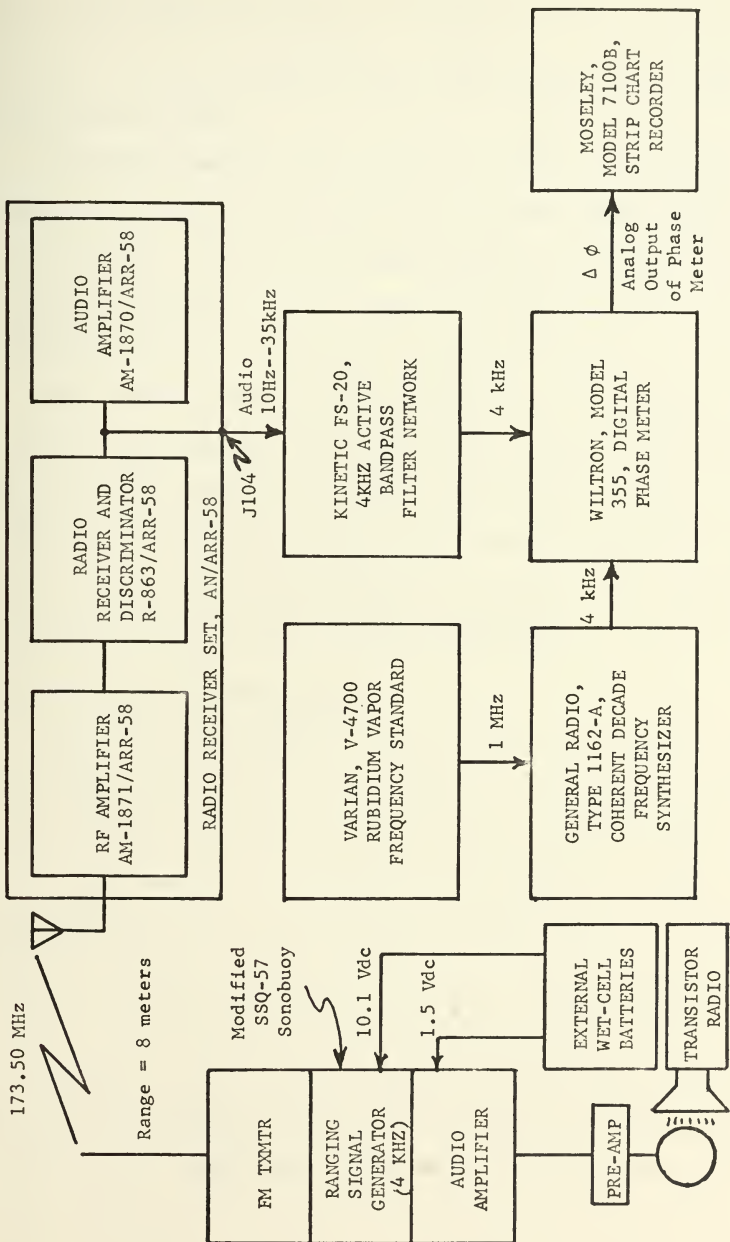 173.50 MHz
Range = 8 meters
RF AMPLIFIER
AM-1871/ARR-58
RADIO
RECEIVER AND
DISCRIMINATOR
R-863/ARR-58
AUDIO
AMPLIFIER
AM-1870/ARR-58
RADIO RECEIVER SET, AN/ARR-58
J104
Audio
10Hz--35kHz
Modified
SSQ-57
Sonobuoy
FM TXMTR
RANGING
SIGNAL
GENERATOR
(4 KHZ)
AUDIO
AMPLIFIER
10.1 Vdc
1.5 Vdc
VARIAN, V-4700
RUBIDIUM VAPOR
FREQUENCY STANDARD
KINETIC FS-20,
4KHZ ACTIVE
BANDPASS
FILTER NETWORK
1 MHz
4 kHz
EXTERNAL
WET-CELL
BATTERIES
GENERAL RADIO,
TYPE 1162-A,
COHERENT DECADE
FREQUENCY
SYNTHESIZER
4 kHz
WILTRON, MODEL
355, DIGITAL
PHASE METER
Δ φ
Analog
Output
of Phase
Meter
MOSELEY,
MODEL 7100B,
STRIP CHART
RECORDER
PRE-AMP
TRANSISTOR
RADIO